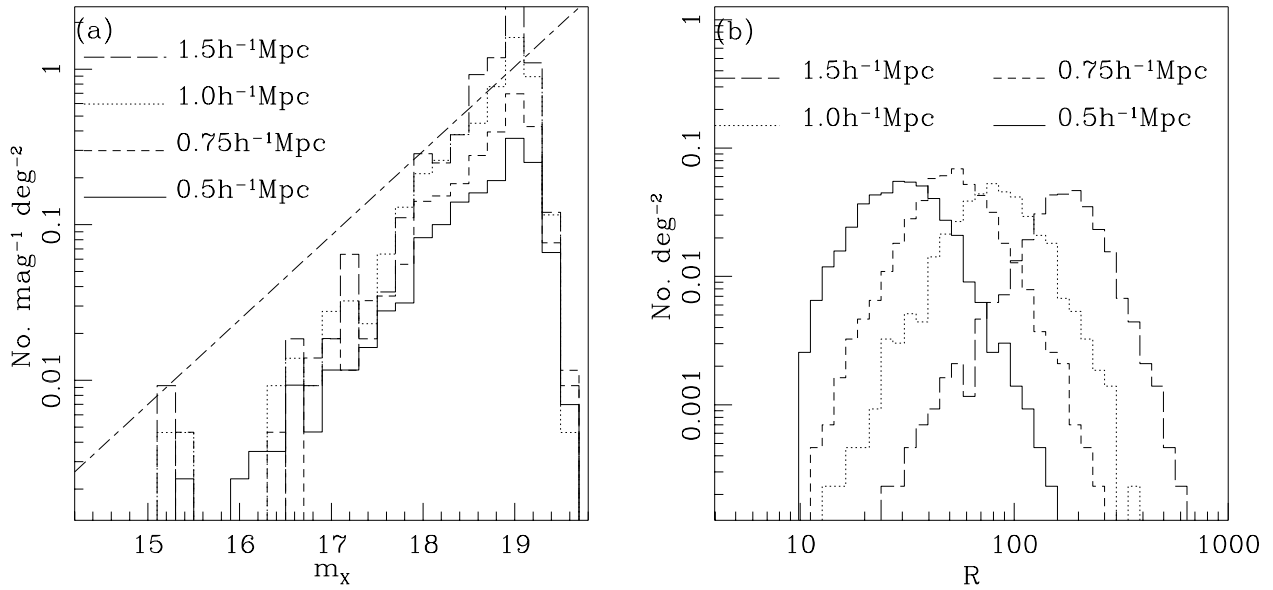 (a)
1.5h⁻¹Mpc
1.0h⁻¹Mpc
0.75h⁻¹Mpc
0.5h⁻¹Mpc
No. mag⁻¹ deg⁻²
1
0.1
0.01
15 16 17 18 19
mX
(b)
1.5h⁻¹Mpc 0.75h⁻¹Mpc
1.0h⁻¹Mpc 0.5h⁻¹Mpc
No. deg⁻²
1
0.1
0.01
0.001
10 100 1000
R